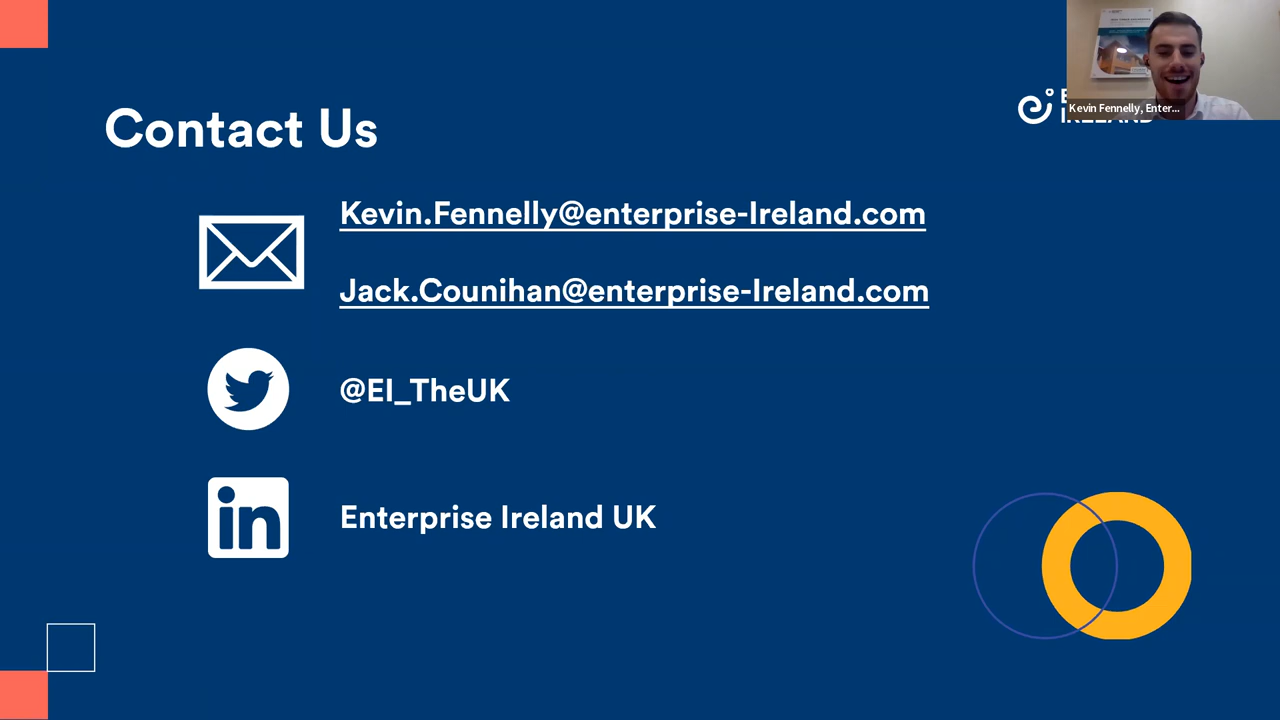 Contact Us
Kevin Fennelly, Enter...
Kevin.Fennelly@enterprise-Ireland.com
Jack.Counihan@enterprise-Ireland.com
@EI_TheUK
in
Enterprise Ireland UK